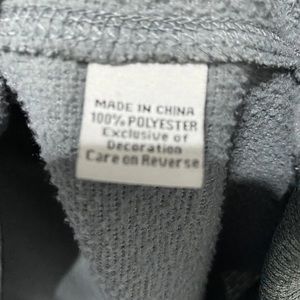 MADE IN CHINA
100% POLYESTER
Exclusive of
Decoration
Care on Reverse